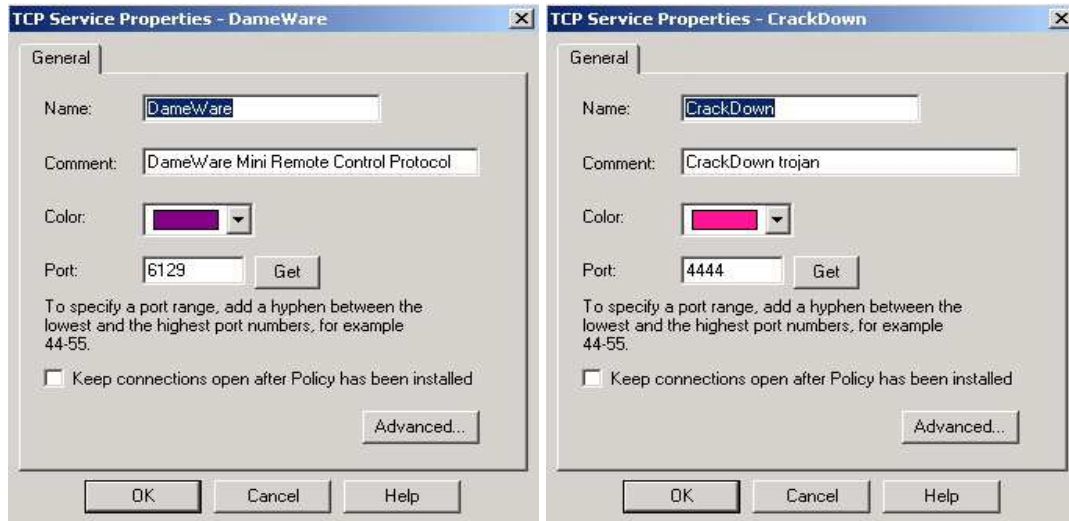 TCP Service Properties - DameWare
General
Name: DameWare
Comment: DameWare Mini Remote Control Protocol
Color:
Port: 6129 Get
To specify a port range, add a hyphen between the
lowest and the highest port numbers, for example
44-55.
Keep connections open after Policy has been installed
Advanced...
OK Cancel Help
TCP Service Properties - CrackDown
General
Name: CrackDown
Comment: CrackDown trojan
Color:
Port: 4444 Get
To specify a port range, add a hyphen between the
lowest and the highest port numbers, for example
44-55.
Keep connections open after Policy has been installed
Advanced...
OK Cancel Help